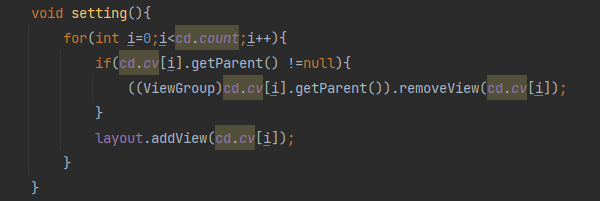 void setting(){
for(int i=0;i<cd.count;i++){
if(cd.cv[i].getParent() !=null){
((ViewGroup)cd.cv[i].getParent()).removeView(cd.cv[i]);
}
layout.addView(cd.cv[i]);
}
}